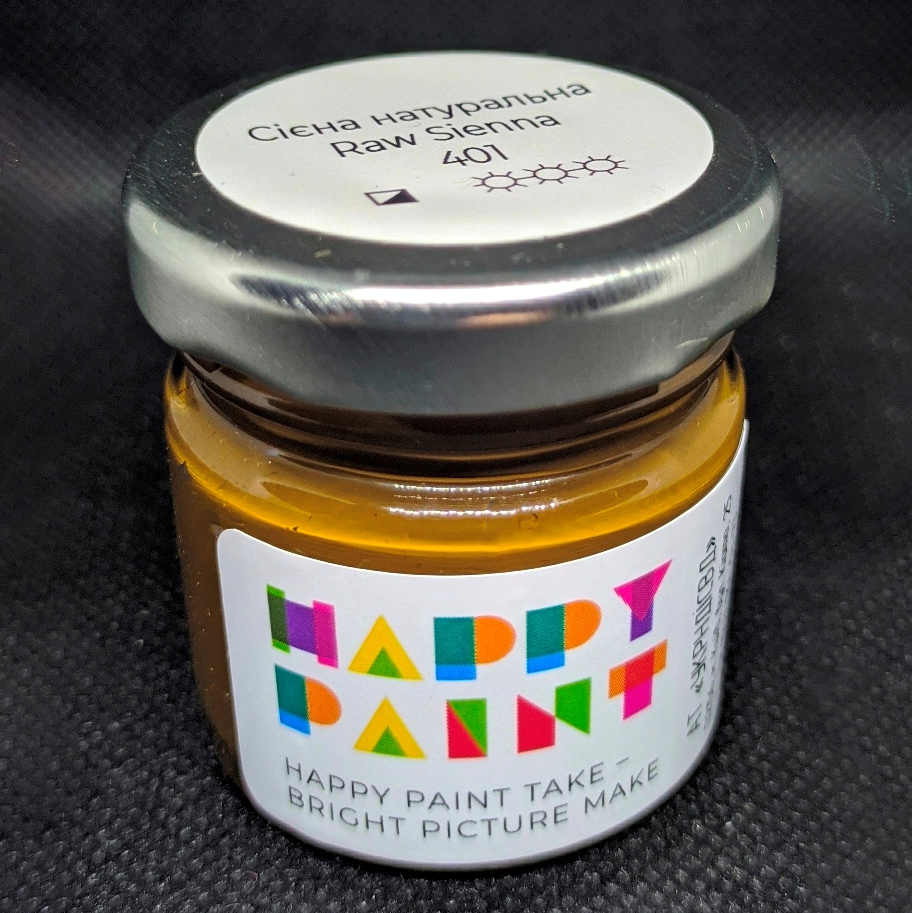 Сієна натуральна
Raw Sienna
401
HAPPY
PAINT
HAPPY PAINT TAKE –
BRIGHT PICTURE MAKE